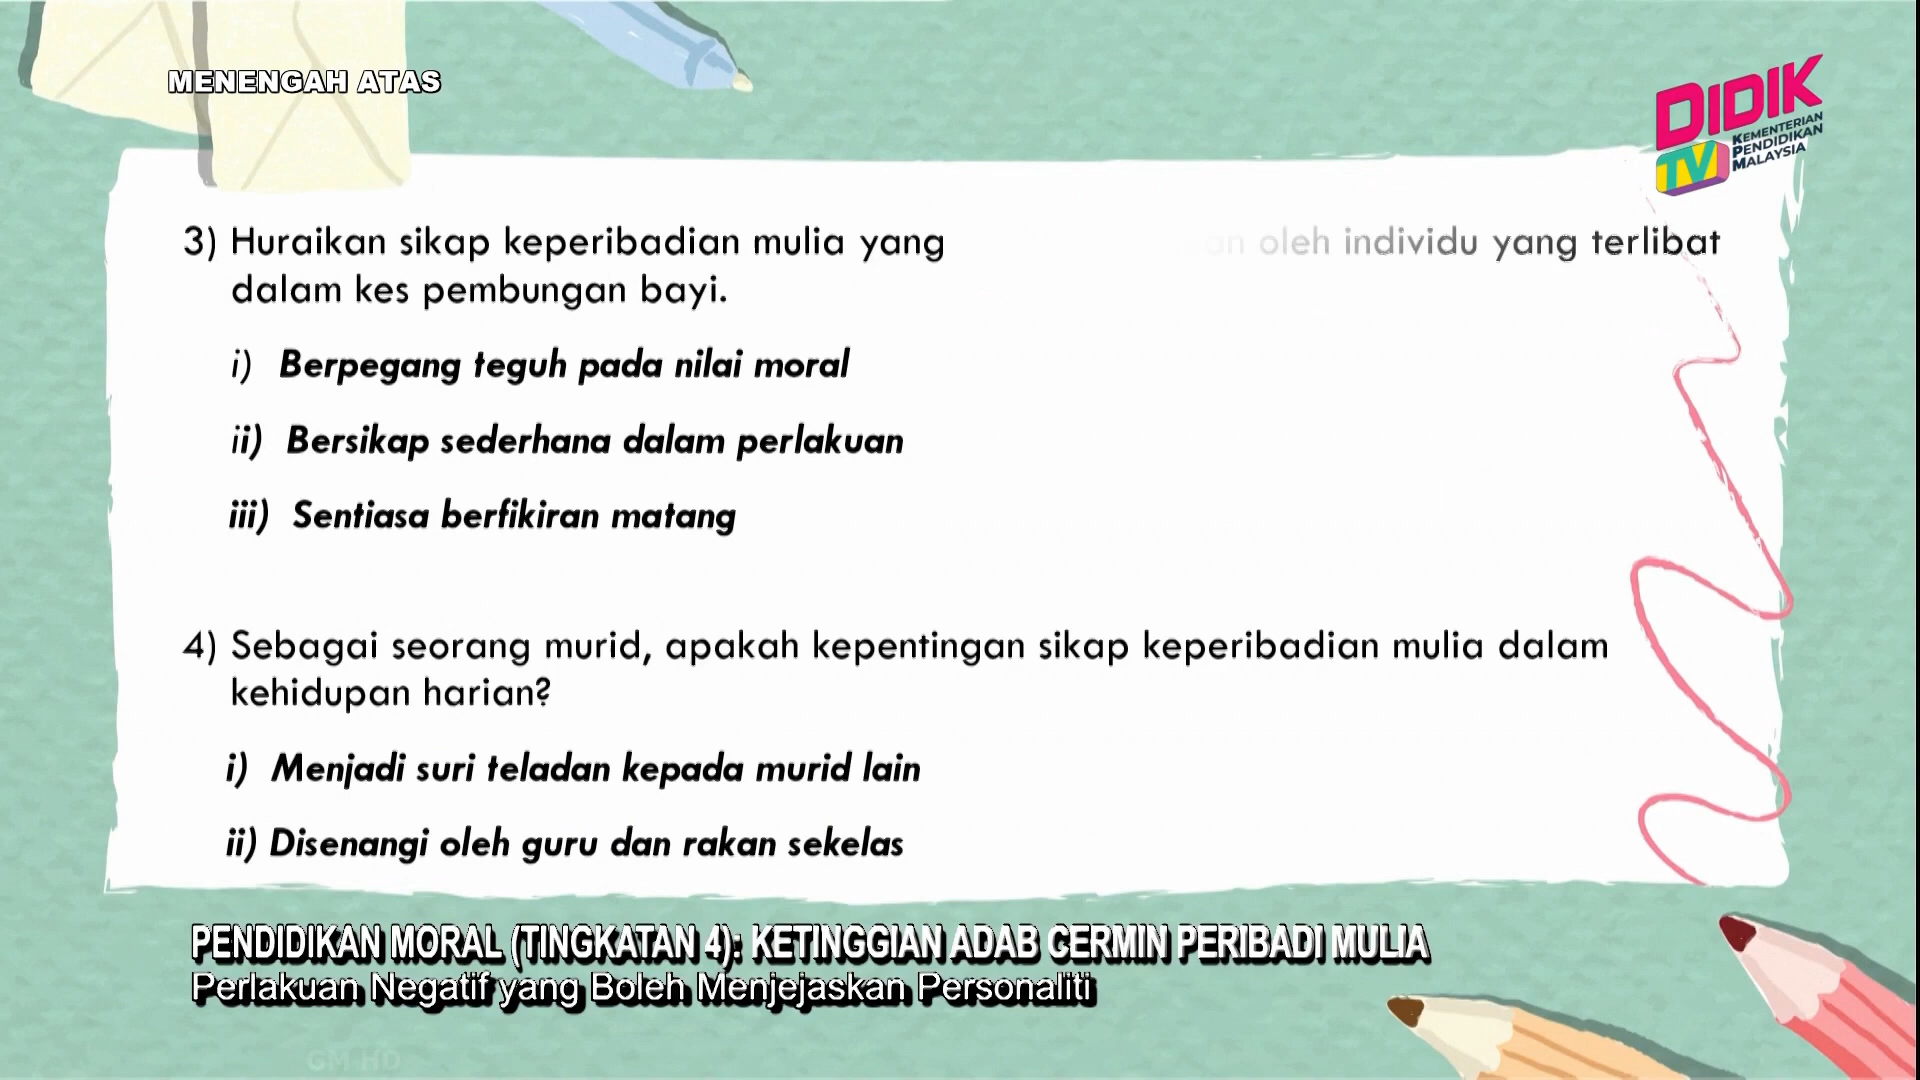 MENENGAH ATAS
DIDIK
TV
KEMENTERIAN
PENDIDIKAN
MALAYSIA
3) Huraikan sikap keperibadian mulia yang oleh individu yang terlibat
dalam kes pembungan bayi.
i) Berpegang teguh pada nilai moral
ii) Bersikap sederhana dalam perlakuan
iii) Sentiasa berfikiran matang
4) Sebagai seorang murid, apakah kepentingan sikap keperibadian mulia dalam
kehidupan harian?
i) Menjadi suri teladan kepada murid lain
ii) Disenangi oleh guru dan rakan sekelas
PENDIDIKAN MORAL (TINGKATAN 4): KETINGGIAN ADAB CERMIN PERIBADI MULIA
Perlakuan Negatif yang Boleh Menjejaskan Personaliti
GM HD